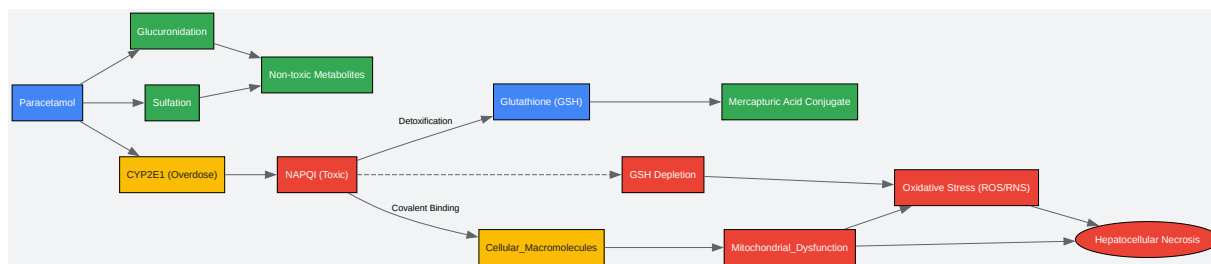 Glucuronidation
Non-toxic Metabolites
Paracetamol
Sulfation
Glutathione (GSH)
Mercapturic Acid Conjugate
Detoxification
CYP2E1 (Overdose)
NAPQI (Toxic)
GSH Depletion
Oxidative Stress (ROS/RNS)
Covalent Binding
Cellular_Macromolecules
Mitochondrial_Dysfunction
Hepatocellular Necrosis